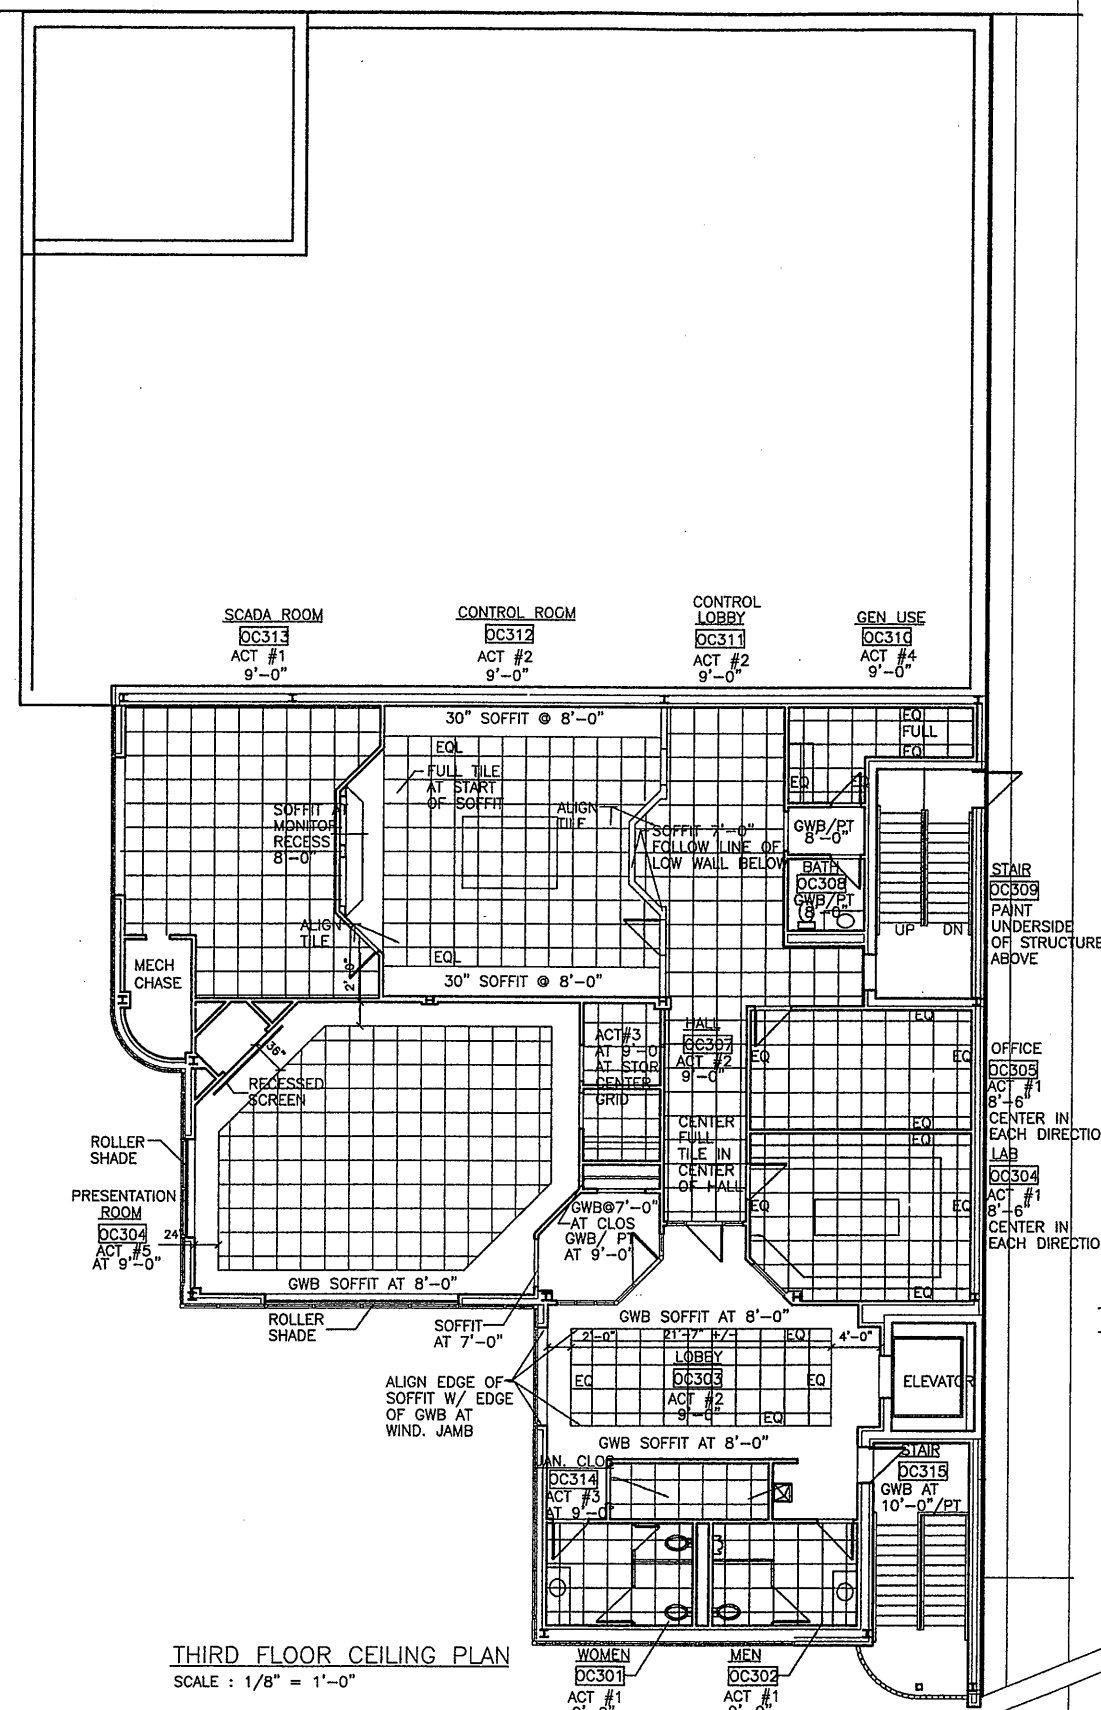 SCADA ROOM
OC313
ACT #1
9'-0"
CONTROL ROOM
OC312
ACT #2
9'-0"
CONTROL
LOBBY
OC311
ACT #2
9'-0"
GEN USE
OC310
ACT #4
9'-0"
30" SOFFIT @ 8'-0"
EQL
FULL TILE
AT START
OF SOFFIT
SOFFIT AT
MONITOR
RECESS
8'-0"
ALIGN
TILE
SOFFIT 7'-0"
FOLLOW LINE OF
LOW WALL BELOW
EQ
FULL
EQ
EQ
EQ
GWB/PT
8'-0"
BATH
OC308
GWB/PT
(8'-0"
UP
DN
STAIR
OC309
PAINT
UNDERSIDE
OF STRUCTURE
ABOVE
ALIGN
TILE
EQL
2'-0"
30" SOFFIT @ 8'-0"
MECH
CHASE
36"
RECESSED
SCREEN
ACT#3
AT 9'-0
AT STOR
CENTER
GRID
HALL
OC307
ACT #2
9'-0"
CENTER
FULL
TILE IN
CENTER
OF HALL
EQ
EQ
EQ
EQ
OFFICE
OC305
ACT #1
8'-6"
CENTER IN
EACH DIRECTIO
EQ
EQ
EQ
EQ
LAB
OC304
ACT #1
8'-6"
CENTER IN
EACH DIRECTIO
ROLLER
SHADE
PRESENTATION
ROOM
OC304
ACT #5
AT 9'-0"
24"
GWB SOFFIT AT 8'-0"
ROLLER
SHADE
GWB@7'-0"
AT CLOS
GWB/ PT
AT 9'-0"
SOFFIT
AT 7'-0"
GWB SOFFIT AT 8'-0"
2'-0"
21'-7" +/-
EQ
4'-0"
LOBBY
OC303
ACT #2
9'-0"
EQ
EQ
EQ
ELEVATOR
ALIGN EDGE OF
SOFFIT W/ EDGE
OF GWB AT
WIND. JAMB
GWB SOFFIT AT 8'-0"
JAN. CLOS
OC314
ACT #3
AT 9'-0"
STAIR
OC315
GWB AT
10'-0"/PT
THIRD FLOOR CEILING PLAN
SCALE : 1/8" = 1'-0"
WOMEN
OC301
ACT #1
MEN
OC302
ACT #1